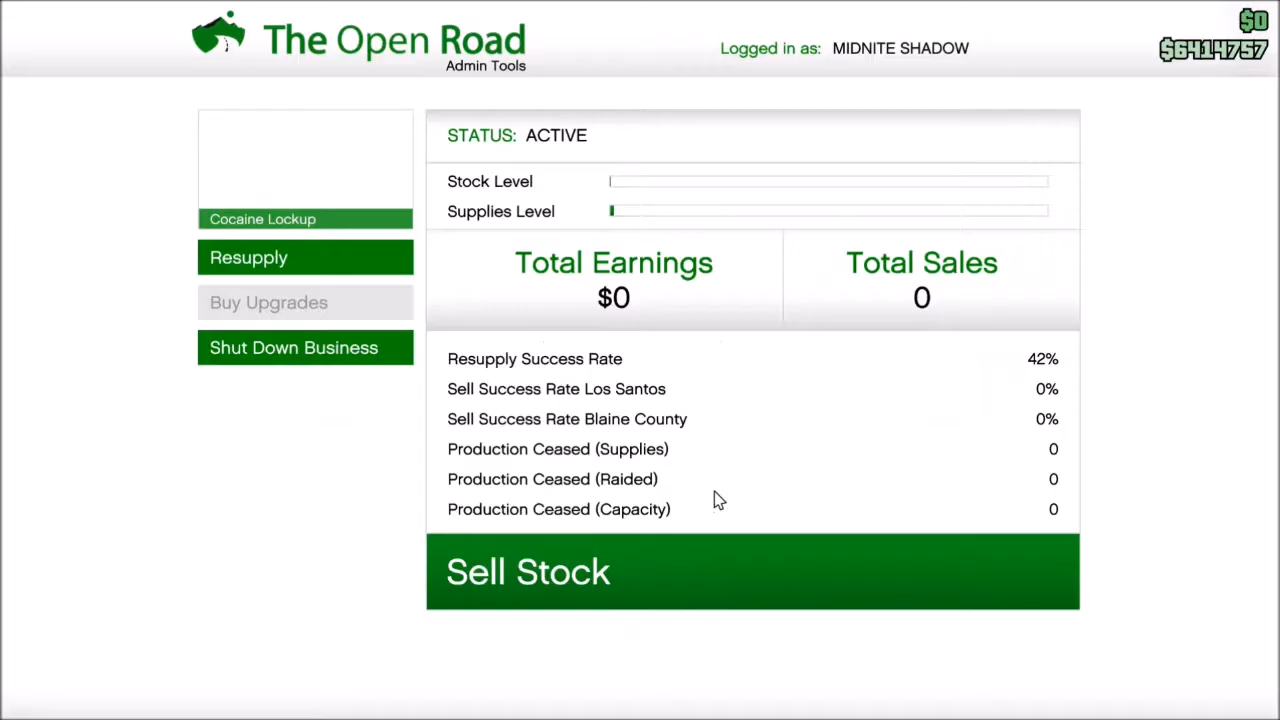 The Open Road
Admin Tools
Logged in as: MIDNITE SHADOW
$0
$6414757
Cocaine Lockup
Resupply
Buy Upgrades
Shut Down Business
STATUS: ACTIVE
Stock Level
Supplies Level
Total Earnings
$0
Total Sales
0
Resupply Success Rate 42%
Sell Success Rate Los Santos 0%
Sell Success Rate Blaine County 0%
Production Ceased (Supplies) 0
Production Ceased (Raided) 0
Production Ceased (Capacity) 0
Sell Stock